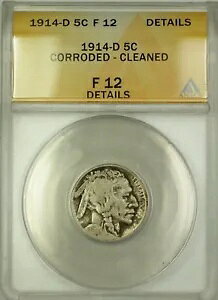 1914-D 5C F 12 DETAILS
1914-D 5C
CORRODED - CLEANED
F 12
DETAILS